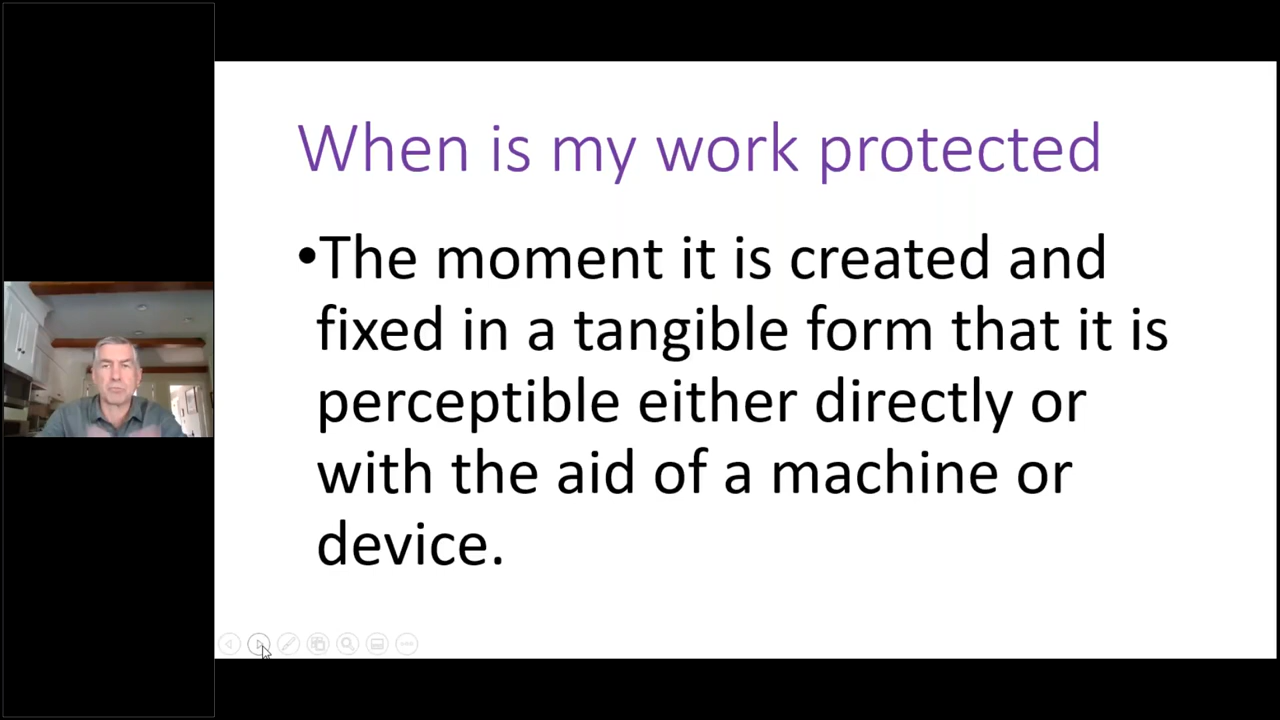 When is my work protected
•The moment it is created and
fixed in a tangible form that it is
perceptible either directly or
with the aid of a machine or
device.